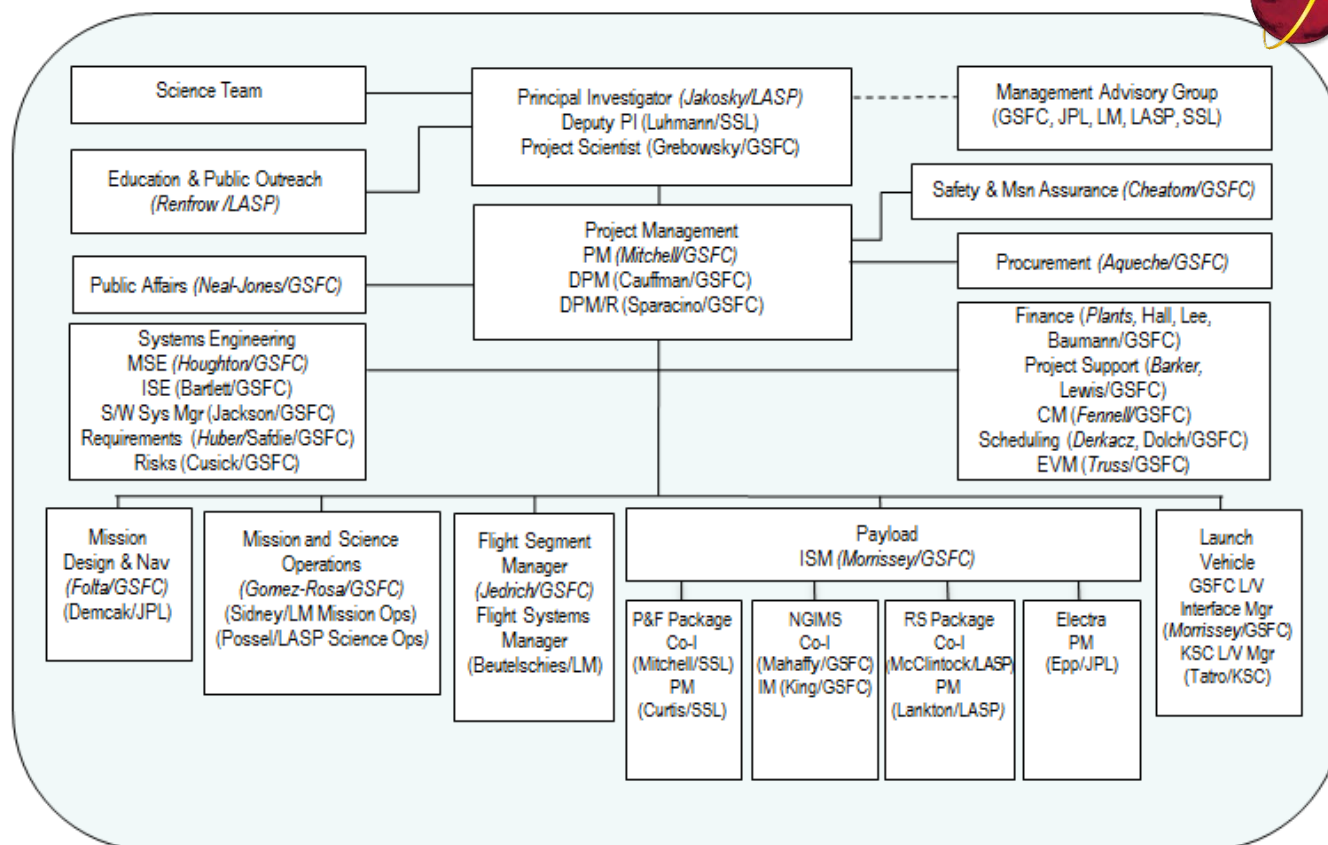 Science Team
Principal Investigator (Jakosky/LASP)
Deputy PI (Luhmann/SSL)
Project Scientist (Grebowsky/GSFC)
Management Advisory Group
(GSFC, JPL, LM, LASP, SSL)
Education & Public Outreach
(Renfrow /LASP)
Safety & Msn Assurance (Cheatom/GSFC)
Project Management
PM (Mitchell/GSFC)
DPM (Cauffman/GSFC)
DPM/R (Sparacino/GSFC)
Public Affairs (Neal-Jones/GSFC)
Procurement (Aqueche/GSFC)
Systems Engineering
MSE (Houghton/GSFC)
ISE (Bartlett/GSFC)
S/W Sys Mgr (Jackson/GSFC)
Requirements (Huber/Safdie/GSFC)
Risks (Cusick/GSFC)
Finance (Plants, Hall, Lee,
Baumann/GSFC)
Project Support (Barker,
Lewis/GSFC)
CM (Fennell/GSFC)
Scheduling (Derkacz, Dolch/GSFC)
EVM (Truss/GSFC)
Mission
Design & Nav
(Folta/GSFC)
(Demcak/JPL)
Mission and Science
Operations
(Gomez-Rosa/GSFC)
(Sidney/LM Mission Ops)
(Possel/LASP Science Ops)
Flight Segment
Manager
(Jedrich/GSFC)
Flight Systems
Manager
(Beutelschies/LM)
Payload
ISM (Morrissey/GSFC)
P&F Package
Co-I
(Mitchell/SSL)
PM
(Curtis/SSL)
NGIMS
Co-I
(Mahaffy/GSFC)
IM (King/GSFC)
RS Package
Co-I
(McClintock/LASP)
PM
(Lankton/LASP)
Electra
PM
(Epp/JPL)
Launch
Vehicle
GSFC L/V
Interface Mgr
(Morrissey/GSFC)
KSC L/V Mgr
(Tatro/KSC)